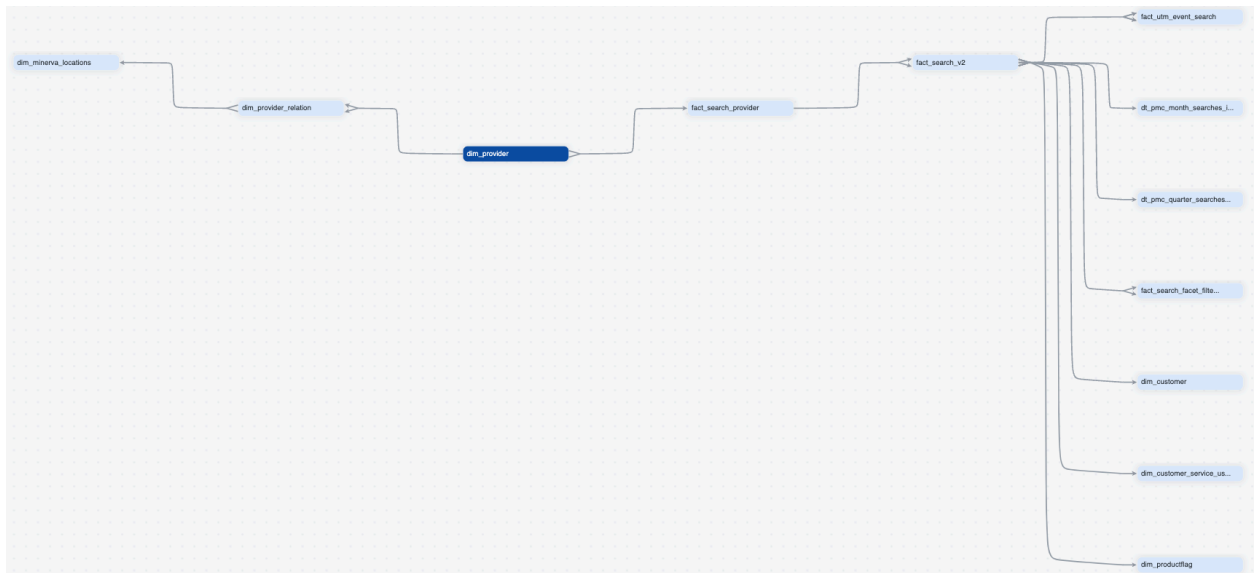 fact_utm_event_search
dim_minerva_locations
fact_search_v2
dim_provider_relation
fact_search_provider
dt_pmc_month_searches_i...
dim_provider
dt_pmc_quarter_searches...
fact_search_facet_filte...
dim_customer
dim_customer_service_us...
dim_productflag